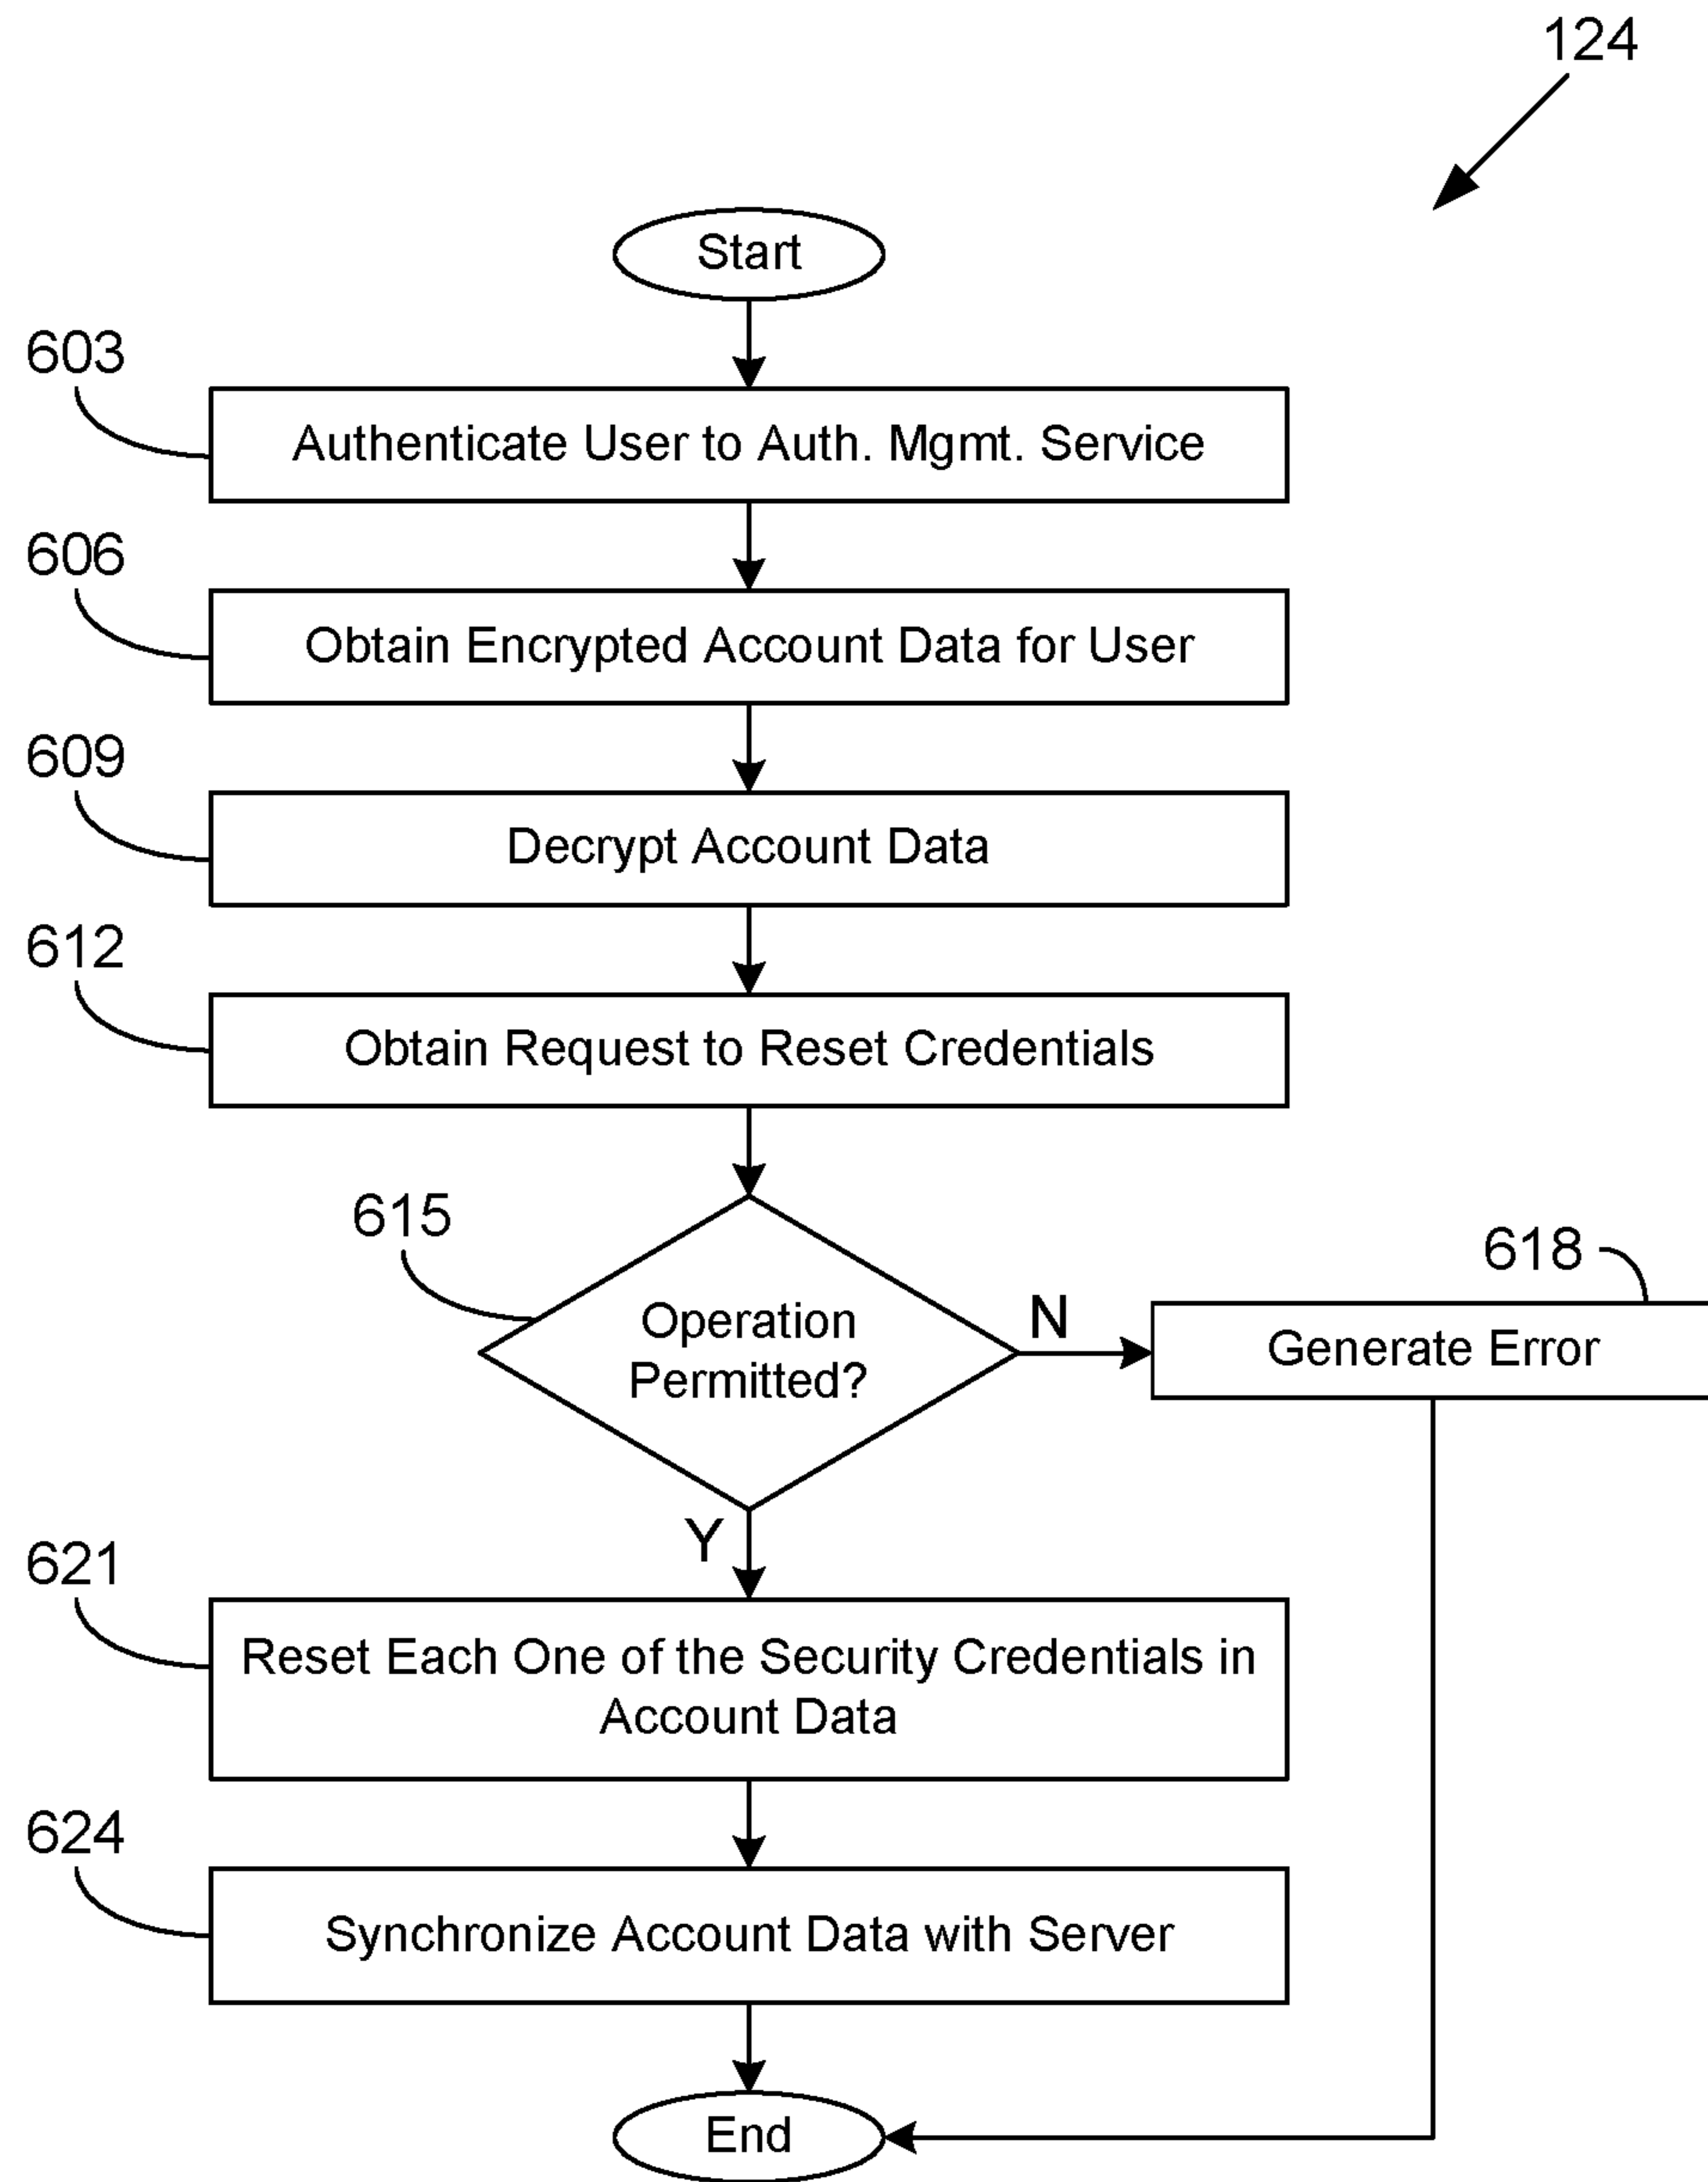 124
Start
603
Authenticate User to Auth. Mgmt. Service
606
Obtain Encrypted Account Data for User
609
Decrypt Account Data
612
Obtain Request to Reset Credentials
615
Operation
Permitted?
N
618
Generate Error
Y
621
Reset Each One of the Security Credentials in
Account Data
624
Synchronize Account Data with Server
End